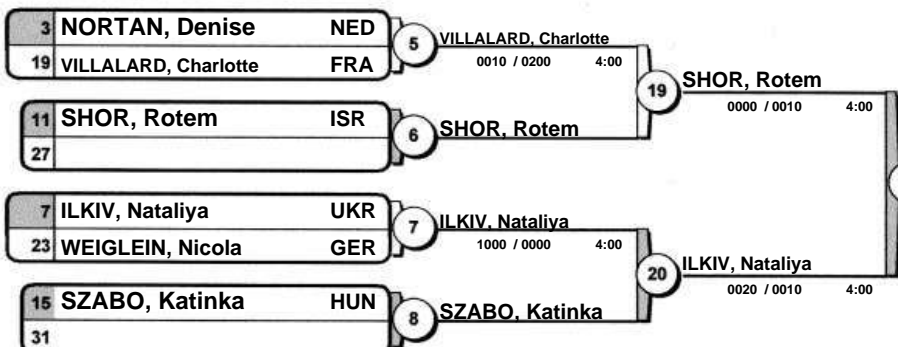 3 NORTAN, Denise NED
19 VILLALARD, Charlotte FRA
5
VILLALARD, Charlotte
0010 / 0200 4:00
11 SHOR, Rotem ISR
27
6
SHOR, Rotem
19
SHOR, Rotem
0000 / 0010 4:00
7 ILKIV, Nataliya UKR
23 WEIGLEIN, Nicola GER
7
ILKIV, Nataliya
1000 / 0000 4:00
15 SZABO, Katinka HUN
31
8
SZABO, Katinka
20
ILKIV, Nataliya
0020 / 0010 4:00